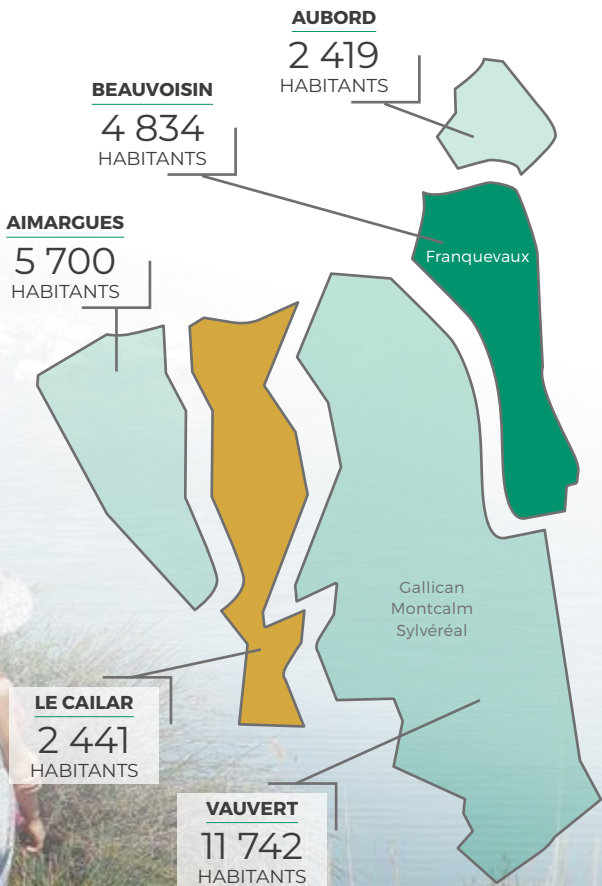 AUBORD
2 419
HABITANTS
BEAUVOISIN
4 834
HABITANTS
AIMARGUES
5 700
HABITANTS
Franquevaux
Gallican
Montcalm
Sylvéréal
LE CAILAR
2 441
HABITANTS
VAUVERT
11 742
HABITANTS